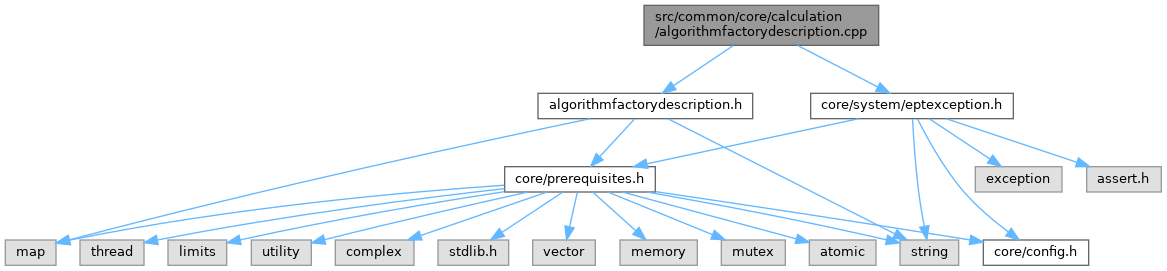 src/common/core/calculation
/algorithmfactorydescription.cpp
algorithmfactorydescription.h
core/system/eptexception.h
core/prerequisites.h
exception
assert.h
map
thread
limits
utility
complex
stdlib.h
vector
memory
mutex
atomic
string
core/config.h